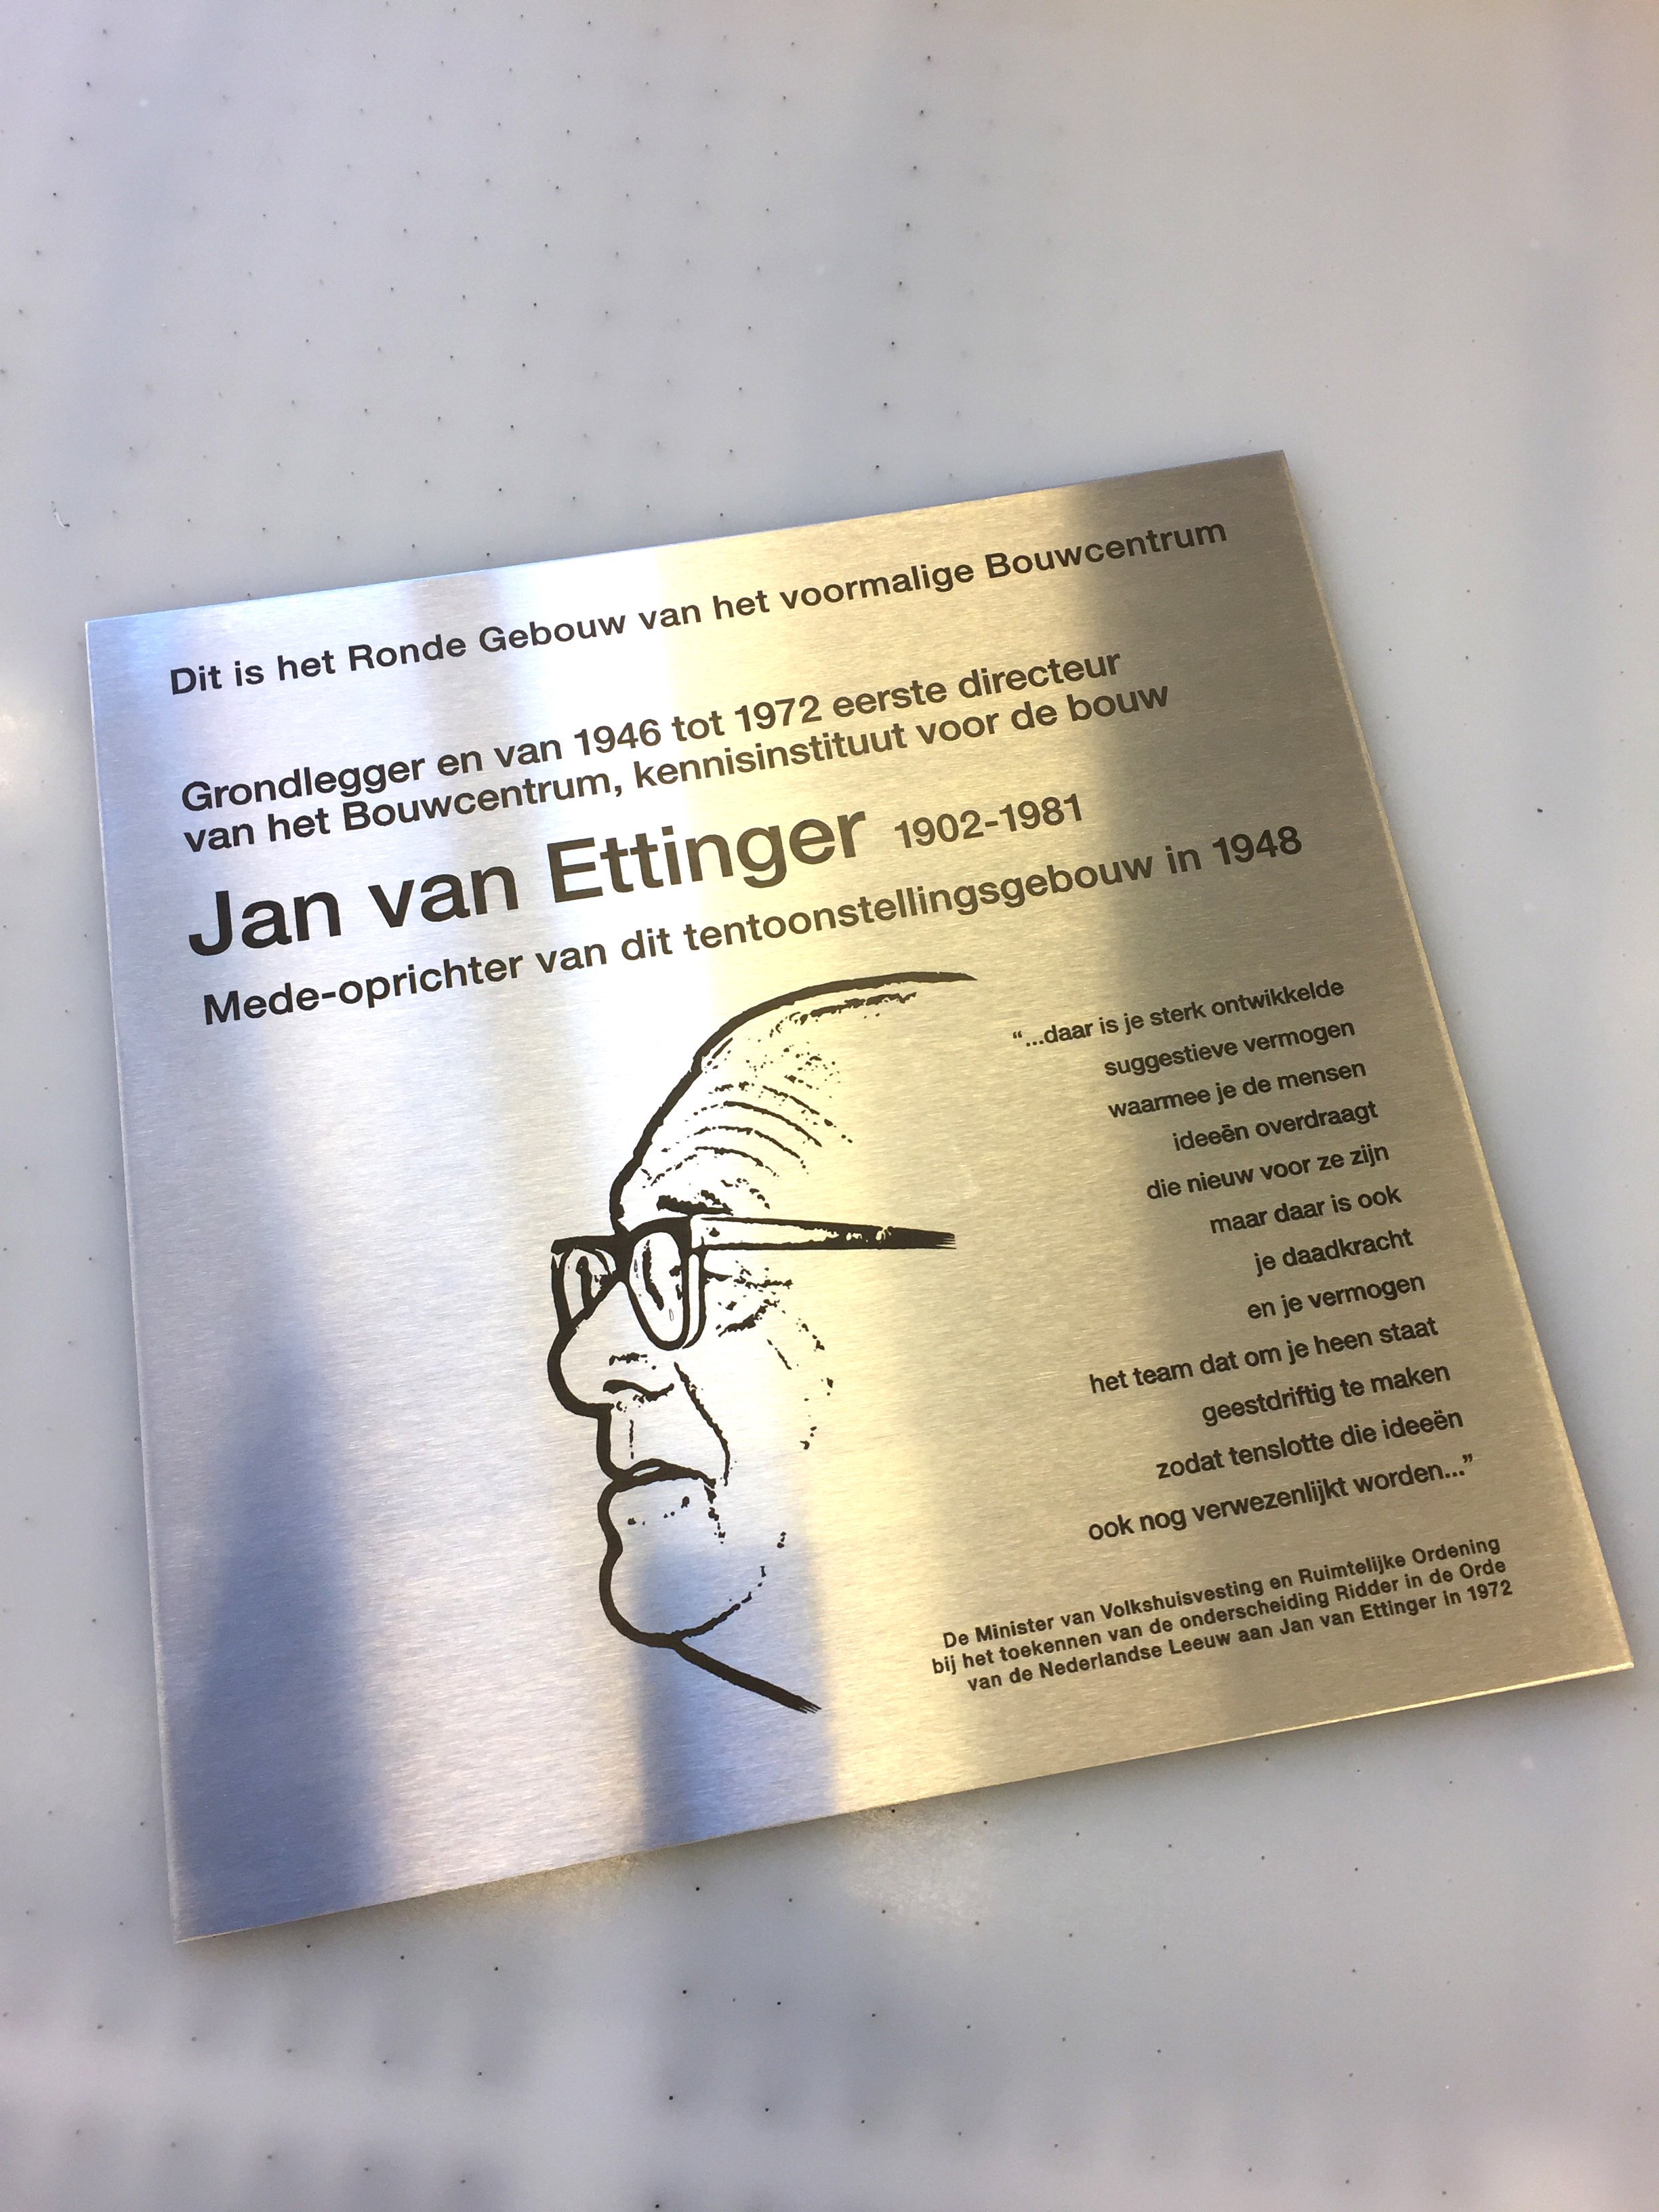 Dit is het Ronde Gebouw van het voormalige Bouwcentrum
Grondlegger en van 1946 tot 1972 eerste directeur
van het Bouwcentrum, kennisinstituut voor de bouw
Jan van Ettinger 1902-1981
Mede-oprichter van dit tentoonstellingsgebouw in 1948
“...daar is je sterk ontwikkelde
suggestieve vermogen
waarmee je de mensen
ideeën overdraagt
die nieuw voor ze zijn
maar daar is ook
je daadkracht
en je vermogen
het team dat om je heen staat
geestdriftig te maken
zodat tenslotte die ideeën
ook nog verwezenlijkt worden...”
De Minister van Volkshuisvesting en Ruimtelijke Ordening
bij het toekennen van de onderscheiding Ridder in de Orde
van de Nederlandse Leeuw aan Jan van Ettinger in 1972